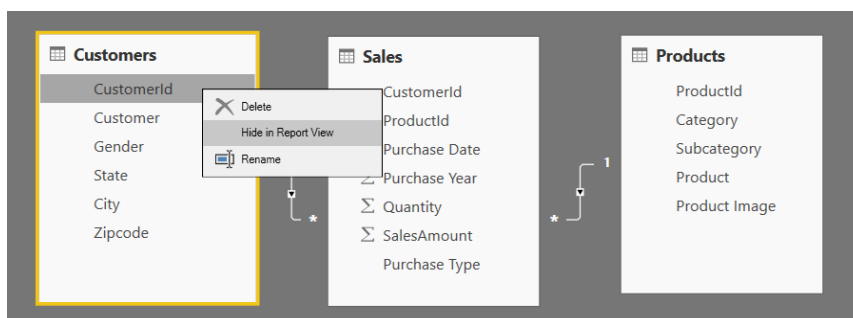 Customers
CustomerId
Customer
Gender
State
City
Zipcode
Delete
Hide in Report View
Rename
*
Sales
CustomerId
ProductId
Purchase Date
Σ Purchase Year
Σ Quantity
Σ SalesAmount
Purchase Type
* 1
Products
ProductId
Category
Subcategory
Product
Product Image